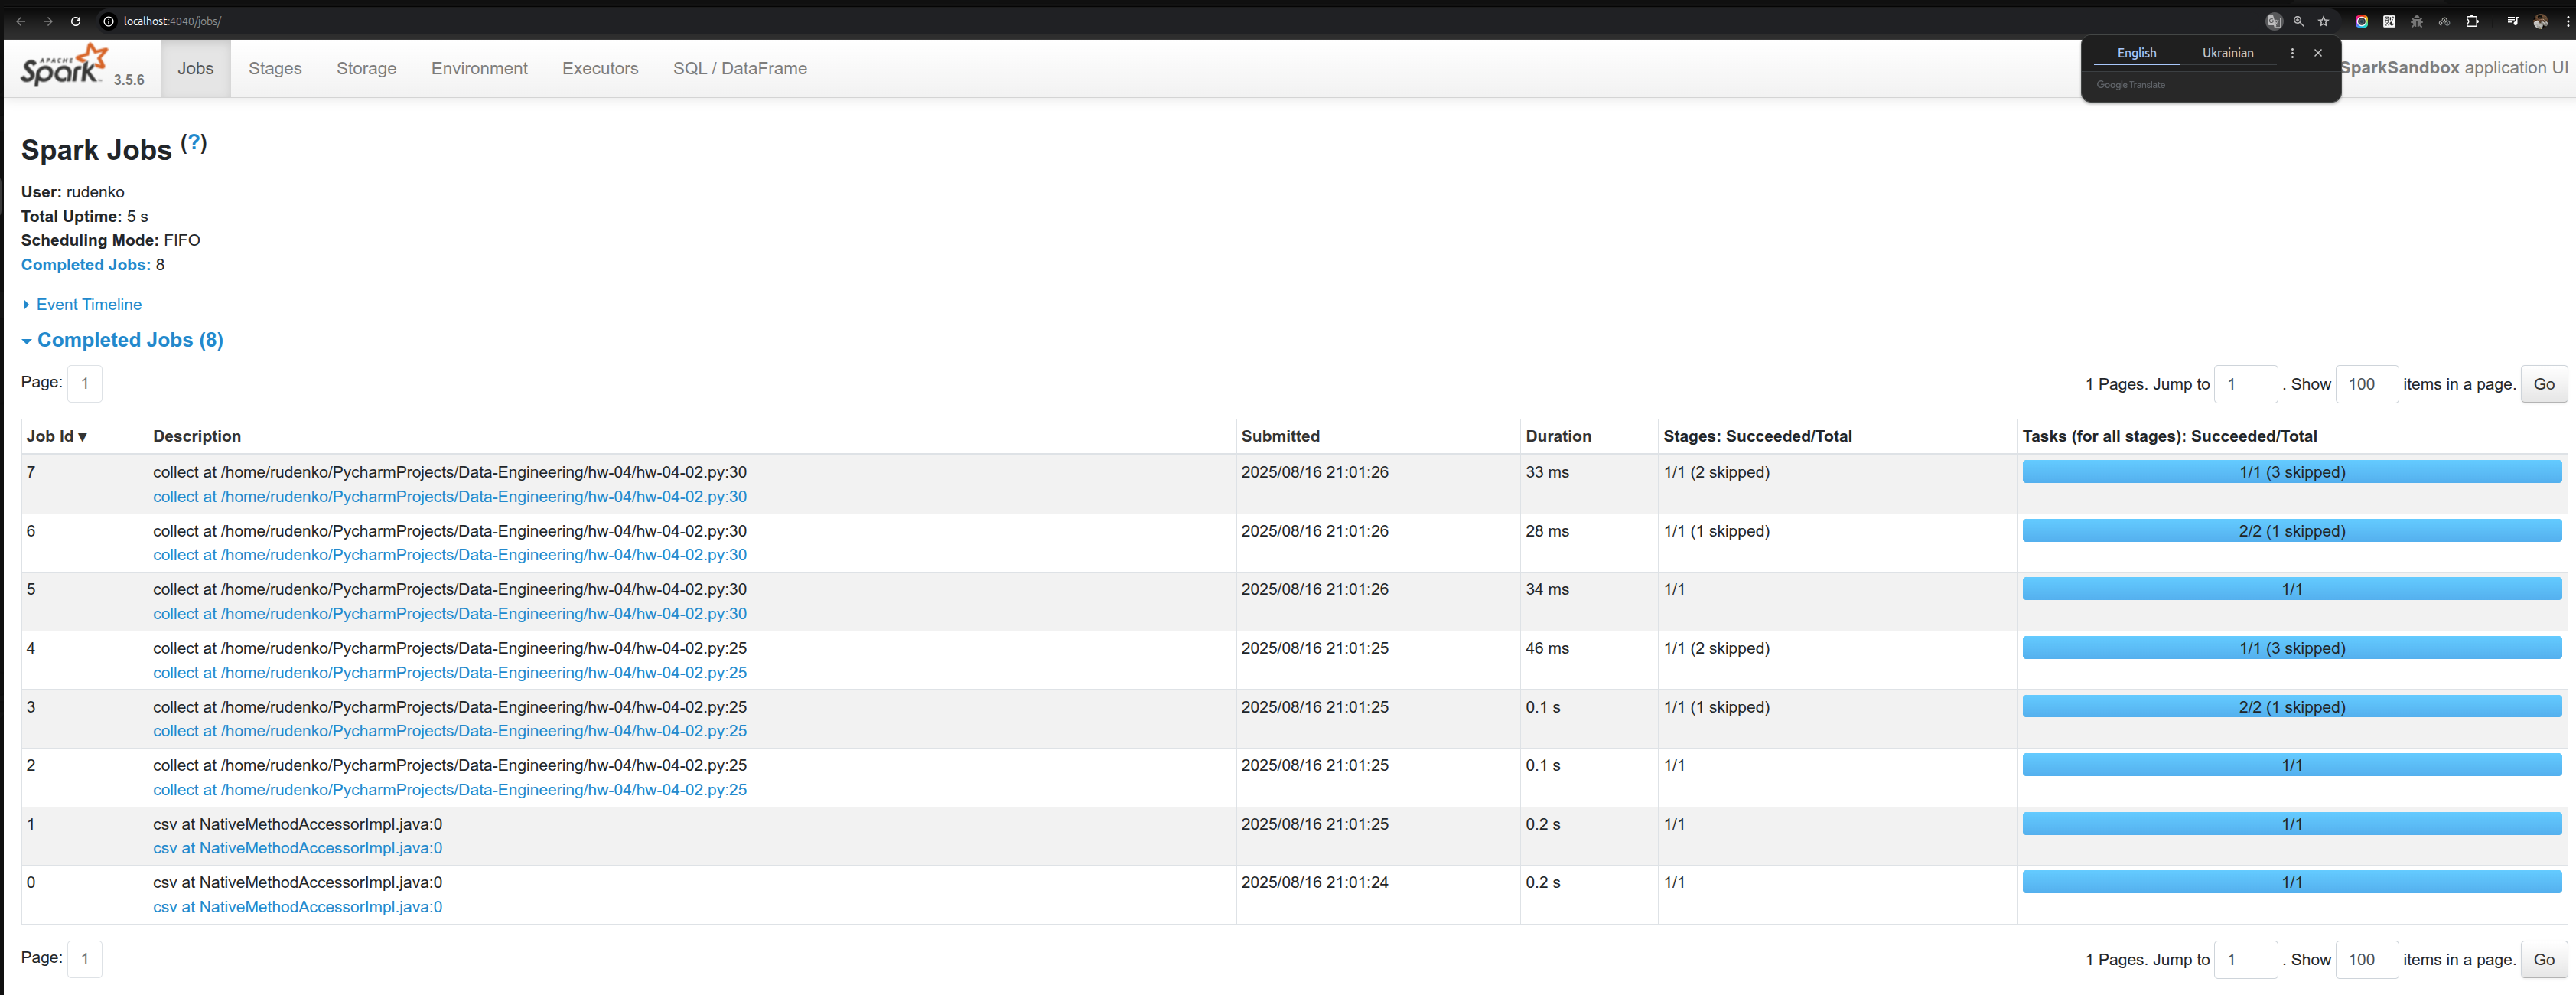 localhost:4040/jobs/
English Ukrainian
Google Translate
APACHE
Spark 3.5.6 Jobs Stages Storage Environment Executors SQL / DataFrame SparkSandbox application UI
Spark Jobs (?)
User: rudenko
Total Uptime: 5 s
Scheduling Mode: FIFO
Completed Jobs: 8
Event Timeline
Completed Jobs (8)
Page: 1 1 Pages. Jump to 1 . Show 100 items in a page. Go
Job Id ▾ Description Submitted Duration Stages: Succeeded/Total Tasks (for all stages): Succeeded/Total
7 collect at /home/rudenko/PycharmProjects/Data-Engineering/hw-04/hw-04-02.py:30 2025/08/16 21:01:26 33 ms 1/1 (2 skipped) 1/1 (3 skipped)
collect at /home/rudenko/PycharmProjects/Data-Engineering/hw-04/hw-04-02.py:30
6 collect at /home/rudenko/PycharmProjects/Data-Engineering/hw-04/hw-04-02.py:30 2025/08/16 21:01:26 28 ms 1/1 (1 skipped) 2/2 (1 skipped)
collect at /home/rudenko/PycharmProjects/Data-Engineering/hw-04/hw-04-02.py:30
5 collect at /home/rudenko/PycharmProjects/Data-Engineering/hw-04/hw-04-02.py:30 2025/08/16 21:01:26 34 ms 1/1 1/1
collect at /home/rudenko/PycharmProjects/Data-Engineering/hw-04/hw-04-02.py:30
4 collect at /home/rudenko/PycharmProjects/Data-Engineering/hw-04/hw-04-02.py:25 2025/08/16 21:01:25 46 ms 1/1 (2 skipped) 1/1 (3 skipped)
collect at /home/rudenko/PycharmProjects/Data-Engineering/hw-04/hw-04-02.py:25
3 collect at /home/rudenko/PycharmProjects/Data-Engineering/hw-04/hw-04-02.py:25 2025/08/16 21:01:25 0.1 s 1/1 (1 skipped) 2/2 (1 skipped)
collect at /home/rudenko/PycharmProjects/Data-Engineering/hw-04/hw-04-02.py:25
2 collect at /home/rudenko/PycharmProjects/Data-Engineering/hw-04/hw-04-02.py:25 2025/08/16 21:01:25 0.1 s 1/1 1/1
collect at /home/rudenko/PycharmProjects/Data-Engineering/hw-04/hw-04-02.py:25
1 csv at NativeMethodAccessorImpl.java:0 2025/08/16 21:01:25 0.2 s 1/1 1/1
csv at NativeMethodAccessorImpl.java:0
0 csv at NativeMethodAccessorImpl.java:0 2025/08/16 21:01:24 0.2 s 1/1 1/1
csv at NativeMethodAccessorImpl.java:0
Page: 1 1 Pages. Jump to 1 . Show 100 items in a page. Go